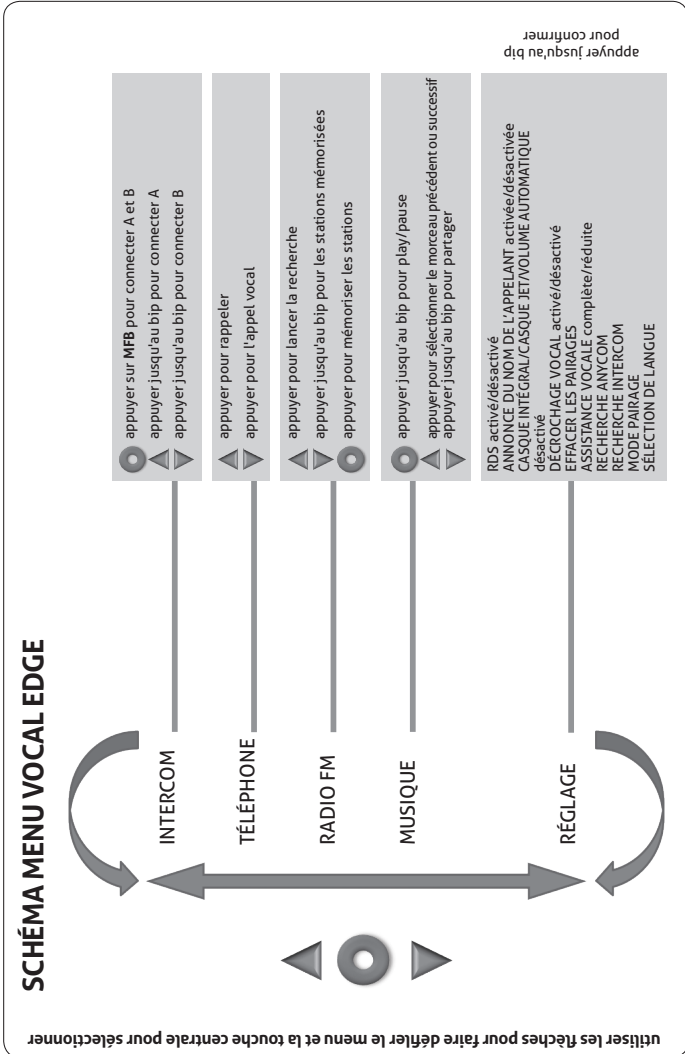 SCHÉMA MENU VOCAL EDGE
utiliser les flèches pour faire défiler le menu et la touche centrale pour sélectionner
INTERCOM
appuyer sur MFB pour connecter A et B
appuyer jusqu'au bip pour connecter A
appuyer jusqu'au bip pour connecter B
TÉLÉPHONE
appuyer pour rappeler
appuyer pour l'appel vocal
RADIO FM
appuyer pour lancer la recherche
appuyer jusqu'au bip pour les stations mémorisées
appuyer pour mémoriser les stations
MUSIQUE
appuyer jusqu'au bip pour play/pause
appuyer pour sélectionner le morceau précédent ou successif
appuyer jusqu'au bip pour partager
RÉGLAGE
RDS activé/désactivé
ANNONCE DU NOM DE L'APPELANT activée/désactivée
CASQUE INTÉGRAL/CASQUE JET/VOLUME AUTOMATIQUE
désactivé
DÉCROCHAGE VOCAL activé/désactivé
EFFACER LES PAIRAGES
ASSISTANCE VOCALE complète/réduite
RECHERCHE ANYCOM
RECHERCHE INTERCOM
MODE PAIRAGE
SÉLECTION DE LANGUE
appuyer jusqu'au bip
pour confirmer